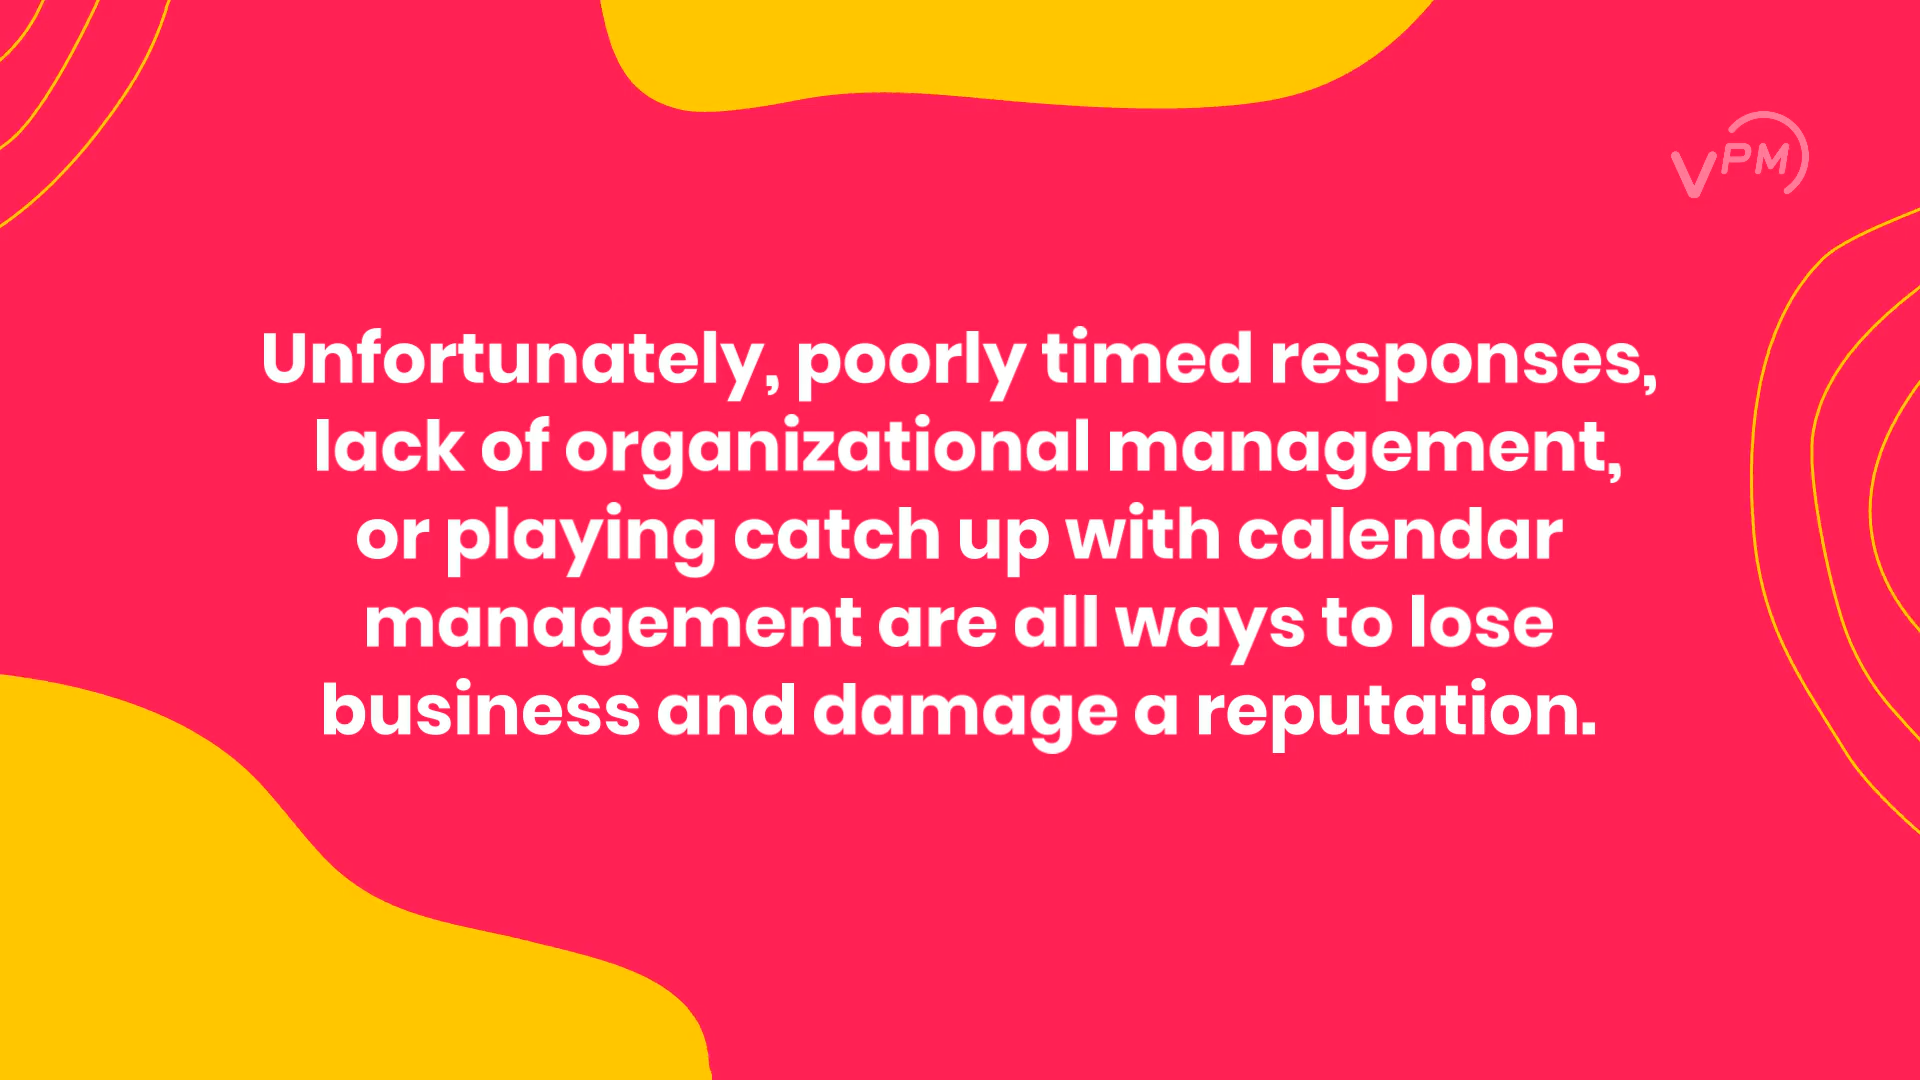 VPM
Unfortunately, poorly timed responses,
lack of organizational management,
or playing catch up with calendar
management are all ways to lose
business and damage a reputation.